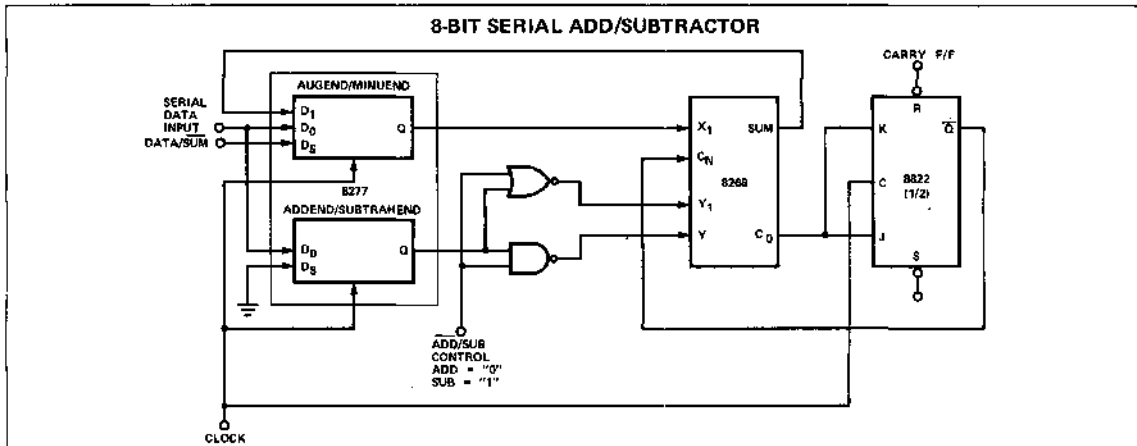 8-BIT SERIAL ADD/SUBTRACTOR
CARRY F/F
AUGEND/MINUEND
SERIAL
DATA
INPUT
DATA/SUM
D1
D0
DS
Q
8277
ADDEND/SUBTRAHEND
DD
DS
Q
X1
CN
Y1
Y
SUM
8268
C0
R
K
Q
C
8822
(1/2)
J
S
ADD/SUB
CONTROL
ADD = "0"
SUB = "1"
CLOCK